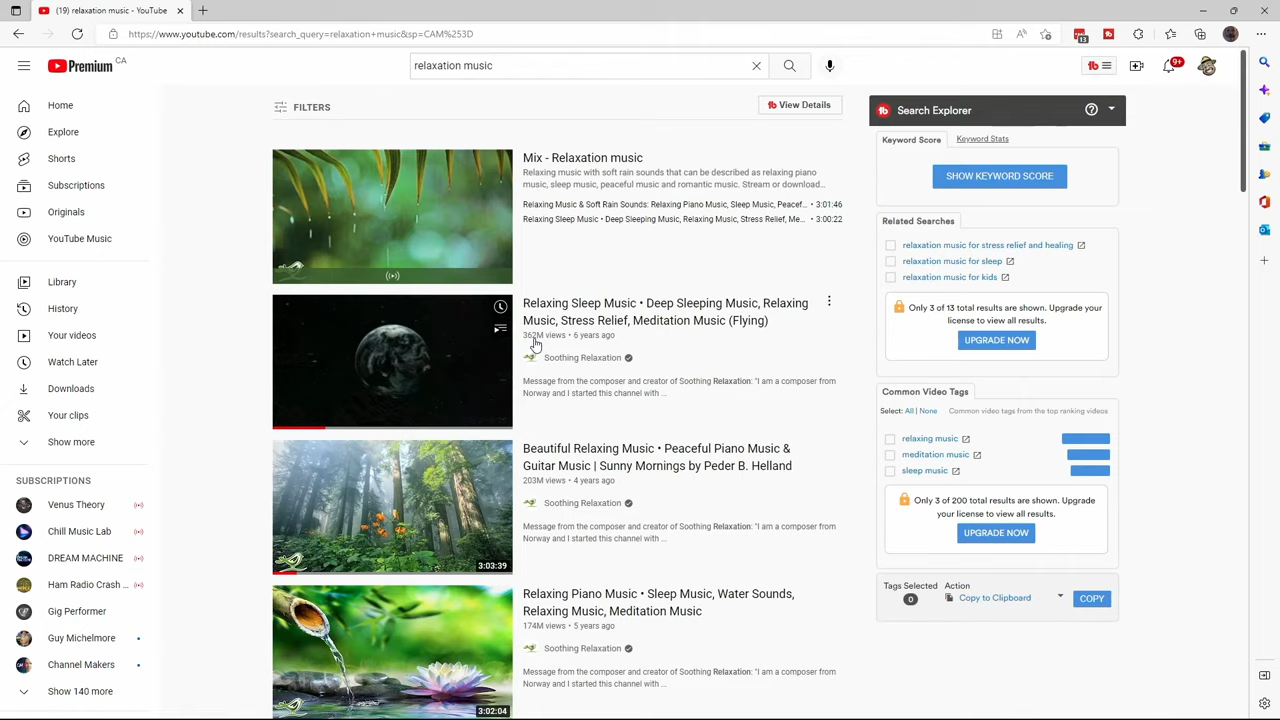 (19) relaxation music - YouTube
https://www.youtube.com/results?search_query=relaxation+music&sp=CAM%253D
13
Premium CA
relaxation music
9+
Home
Explore
Shorts
Subscriptions
Originals
YouTube Music
Library
History
Your videos
Watch Later
Downloads
Your clips
Show more
SUBSCRIPTIONS
Venus Theory
Chill Music Lab
DREAM MACHINE
Ham Radio Crash ...
Gig Performer
Guy Michelmore
Channel Makers
Show 140 more
FILTERS
tb View Details
Mix - Relaxation music
Relaxing music with soft rain sounds that can be described as relaxing piano
music, sleep music, peaceful music and romantic music. Stream or download...
Relaxing Music & Soft Rain Sounds: Relaxing Piano Music, Sleep Music, Peacef... • 3:01:46
Relaxing Sleep Music • Deep Sleeping Music, Relaxing Music, Stress Relief, Me... • 3:00:22
Relaxing Sleep Music • Deep Sleeping Music, Relaxing
Music, Stress Relief, Meditation Music (Flying)
362M views • 6 years ago
Soothing Relaxation
Message from the composer and creator of Soothing Relaxation: "I am a composer from
Norway and I started this channel with ...
Beautiful Relaxing Music • Peaceful Piano Music &
Guitar Music | Sunny Mornings by Peder B. Helland
203M views • 4 years ago
Soothing Relaxation
Message from the composer and creator of Soothing Relaxation: "I am a composer from
Norway and I started this channel with ...
3:03:39
Relaxing Piano Music • Sleep Music, Water Sounds,
Relaxing Music, Meditation Music
174M views • 5 years ago
Soothing Relaxation
Message from the composer and creator of Soothing Relaxation: "I am a composer from
Norway and I started this channel with ...
3:02:04
tb Search Explorer
Keyword Score Keyword Stats
SHOW KEYWORD SCORE
Related Searches
relaxation music for stress relief and healing
relaxation music for sleep
relaxation music for kids
Only 3 of 13 total results are shown. Upgrade your
license to view all results.
UPGRADE NOW
Common Video Tags
Select: All | None Common video tags from the top ranking videos
relaxing music
meditation music
sleep music
Only 3 of 200 total results are shown. Upgrade
your license to view all results.
UPGRADE NOW
Tags Selected
0
Action
Copy to Clipboard
COPY